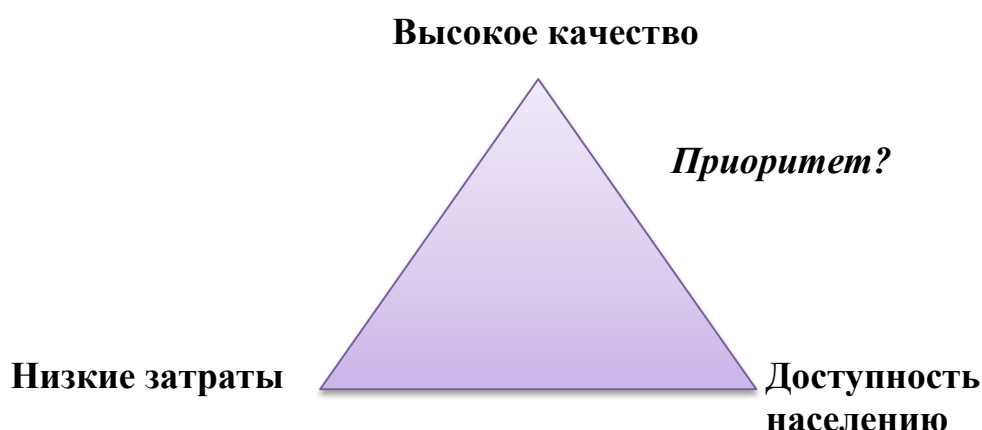 Высокое качество
Приоритет?
Низкие затраты
Доступность
населению